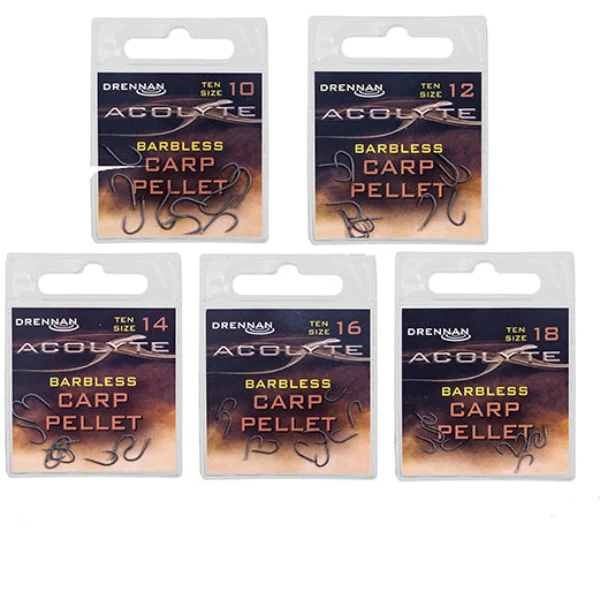 DRENNAN TEN SIZE 10
ACOLYTE
BARBLESS
CARP
PELLET
DRENNAN TEN SIZE 12
ACOLYTE
BARBLESS
CARP
PELLET
DRENNAN TEN SIZE 14
ACOLYTE
BARBLESS
CARP
PELLET
DRENNAN TEN SIZE 16
ACOLYTE
BARBLESS
CARP
PELLET
DRENNAN TEN SIZE 18
ACOLYTE
BARBLESS
CARP
PELLET